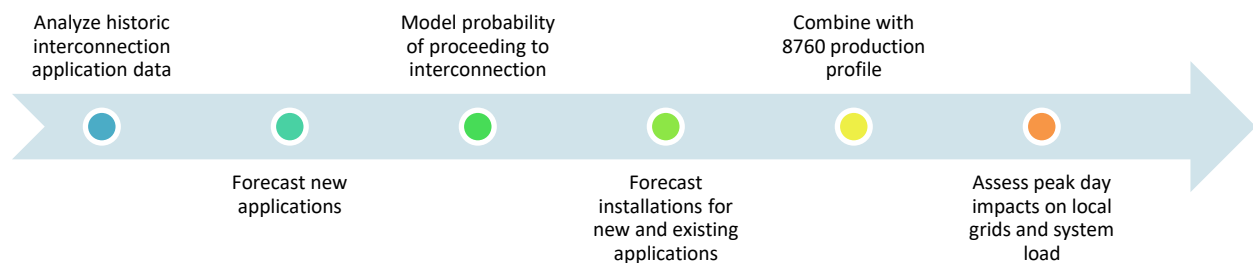 Analyze historic
interconnection
application data
Forecast new
applications
Model probability
of proceeding to
interconnection
Forecast
installations for
new and existing
applications
Combine with
8760 production
profile
Assess peak day
impacts on local
grids and system
load